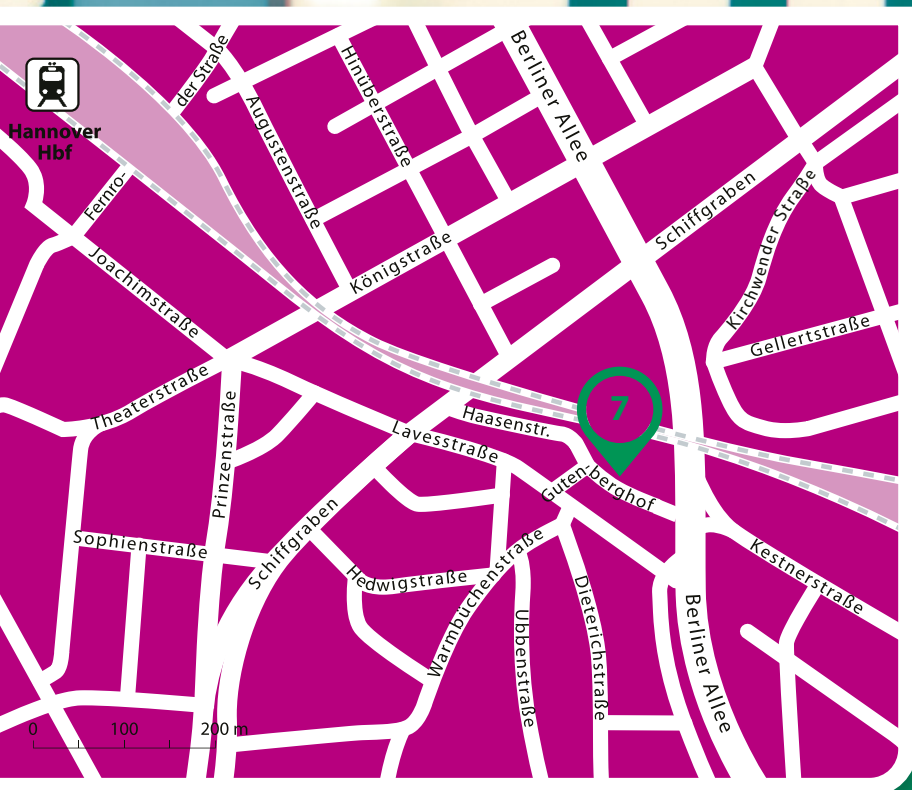 der Straße
Berliner Allee
Hinüberstraße
Augustenstraße
Hannover
Hbf
Fernro-
Schiffgraben
Kirchwender Straße
Königstraße
Joachimstraße
Gellertstraße
Theaterstraße
Prinzenstraße
7
Haasenstr.
Lavesstraße
Guten-
berghof
Schiffgraben
Sophienstraße
Kestnerstraße
Hedwigstraße
Warmbüchenstraße
Dieterichstraße
Ubbenstraße
Berliner Allee
0 100 200 m